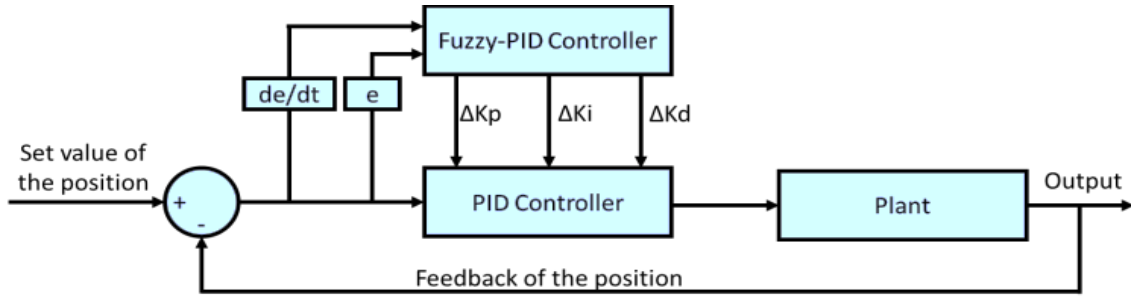 Fuzzy-PID Controller
de/dt
e
ΔKp
ΔKi
ΔKd
Set value of
the position
+
-
PID Controller
Plant
Output
Feedback of the position